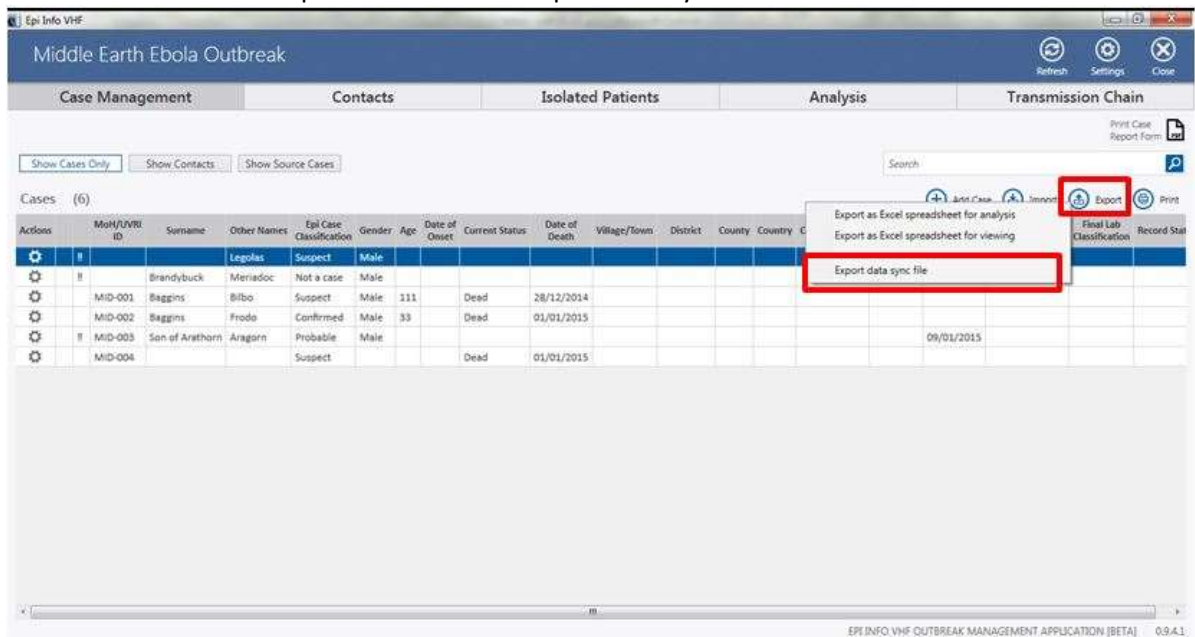 Epi Info VHF
Middle Earth Ebola Outbreak
Refresh Settings Close
Case Management Contacts Isolated Patients Analysis Transmission Chain
Print Case
Report Form
Show Cases Only Show Contacts Show Source Cases Search
Cases (6) Add Case Import Export Print
Export as Excel spreadsheet for analysis
Export as Excel spreadsheet for viewing
Export data sync file
Actions MoH/UVRI ID Surname Other Names Epi Case Classification Gender Age Date of Onset Current Status Date of Death Village/Town District County Country C Final Lab Classification Record Stat
!! Legolas Suspect Male
!! Brandybuck Meriadoc Not a case Male
MID-001 Baggins Bilbo Suspect Male 111 Dead 28/12/2014
MID-002 Baggins Frodo Confirmed Male 33 Dead 01/01/2015
!! MID-003 Son of Arathorn Aragorn Probable Male 09/01/2015
MID-004 Suspect Dead 01/01/2015
EPI INFO VHF OUTBREAK MANAGEMENT APPLICATION [BETA] 0.9.4.1